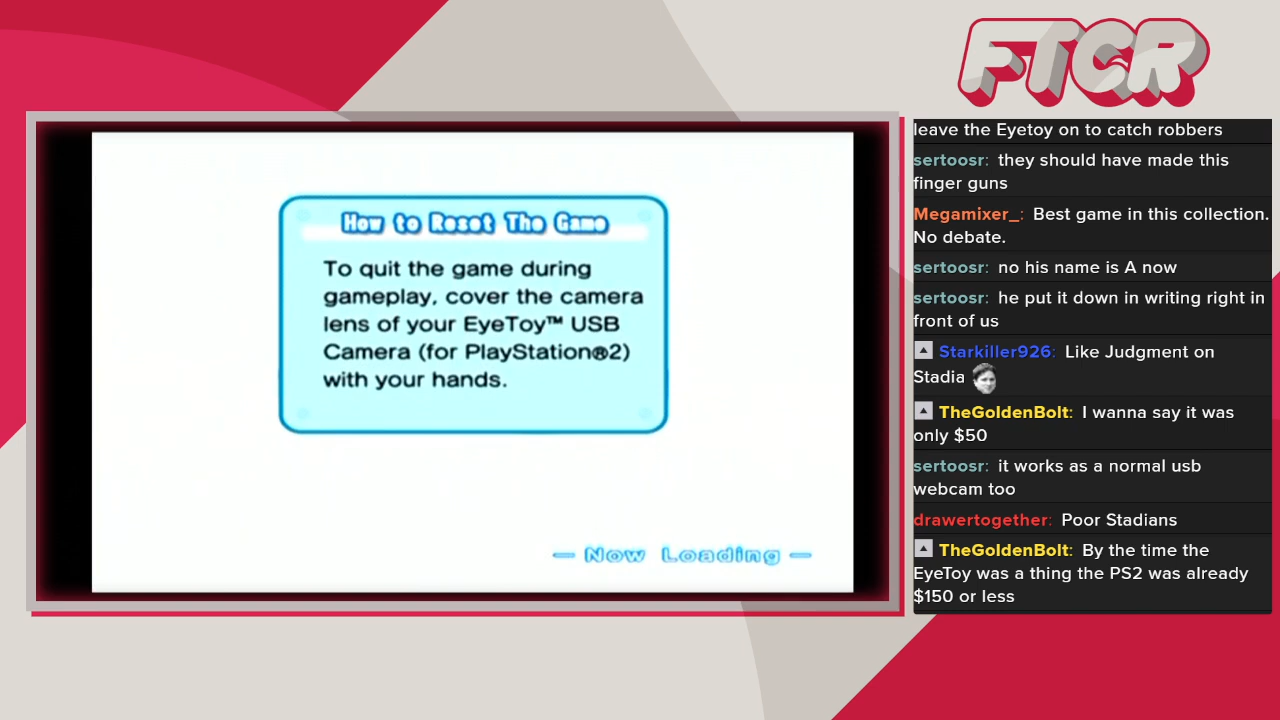 FTCR
How to Reset The Game
To quit the game during
gameplay, cover the camera
lens of your EyeToy™ USB
Camera (for PlayStation®2)
with your hands.
— Now Loading —
leave the Eyetoy on to catch robbers
sertoosr: they should have made this
finger guns
Megamixer_: Best game in this collection.
No debate.
sertoosr: no his name is A now
sertoosr: he put it down in writing right in
front of us
Starkiller926: Like Judgment on
Stadia
TheGoldenBolt: I wanna say it was
only $50
sertoosr: it works as a normal usb
webcam too
drawertogether: Poor Stadians
TheGoldenBolt: By the time the
EyeToy was a thing the PS2 was already
$150 or less